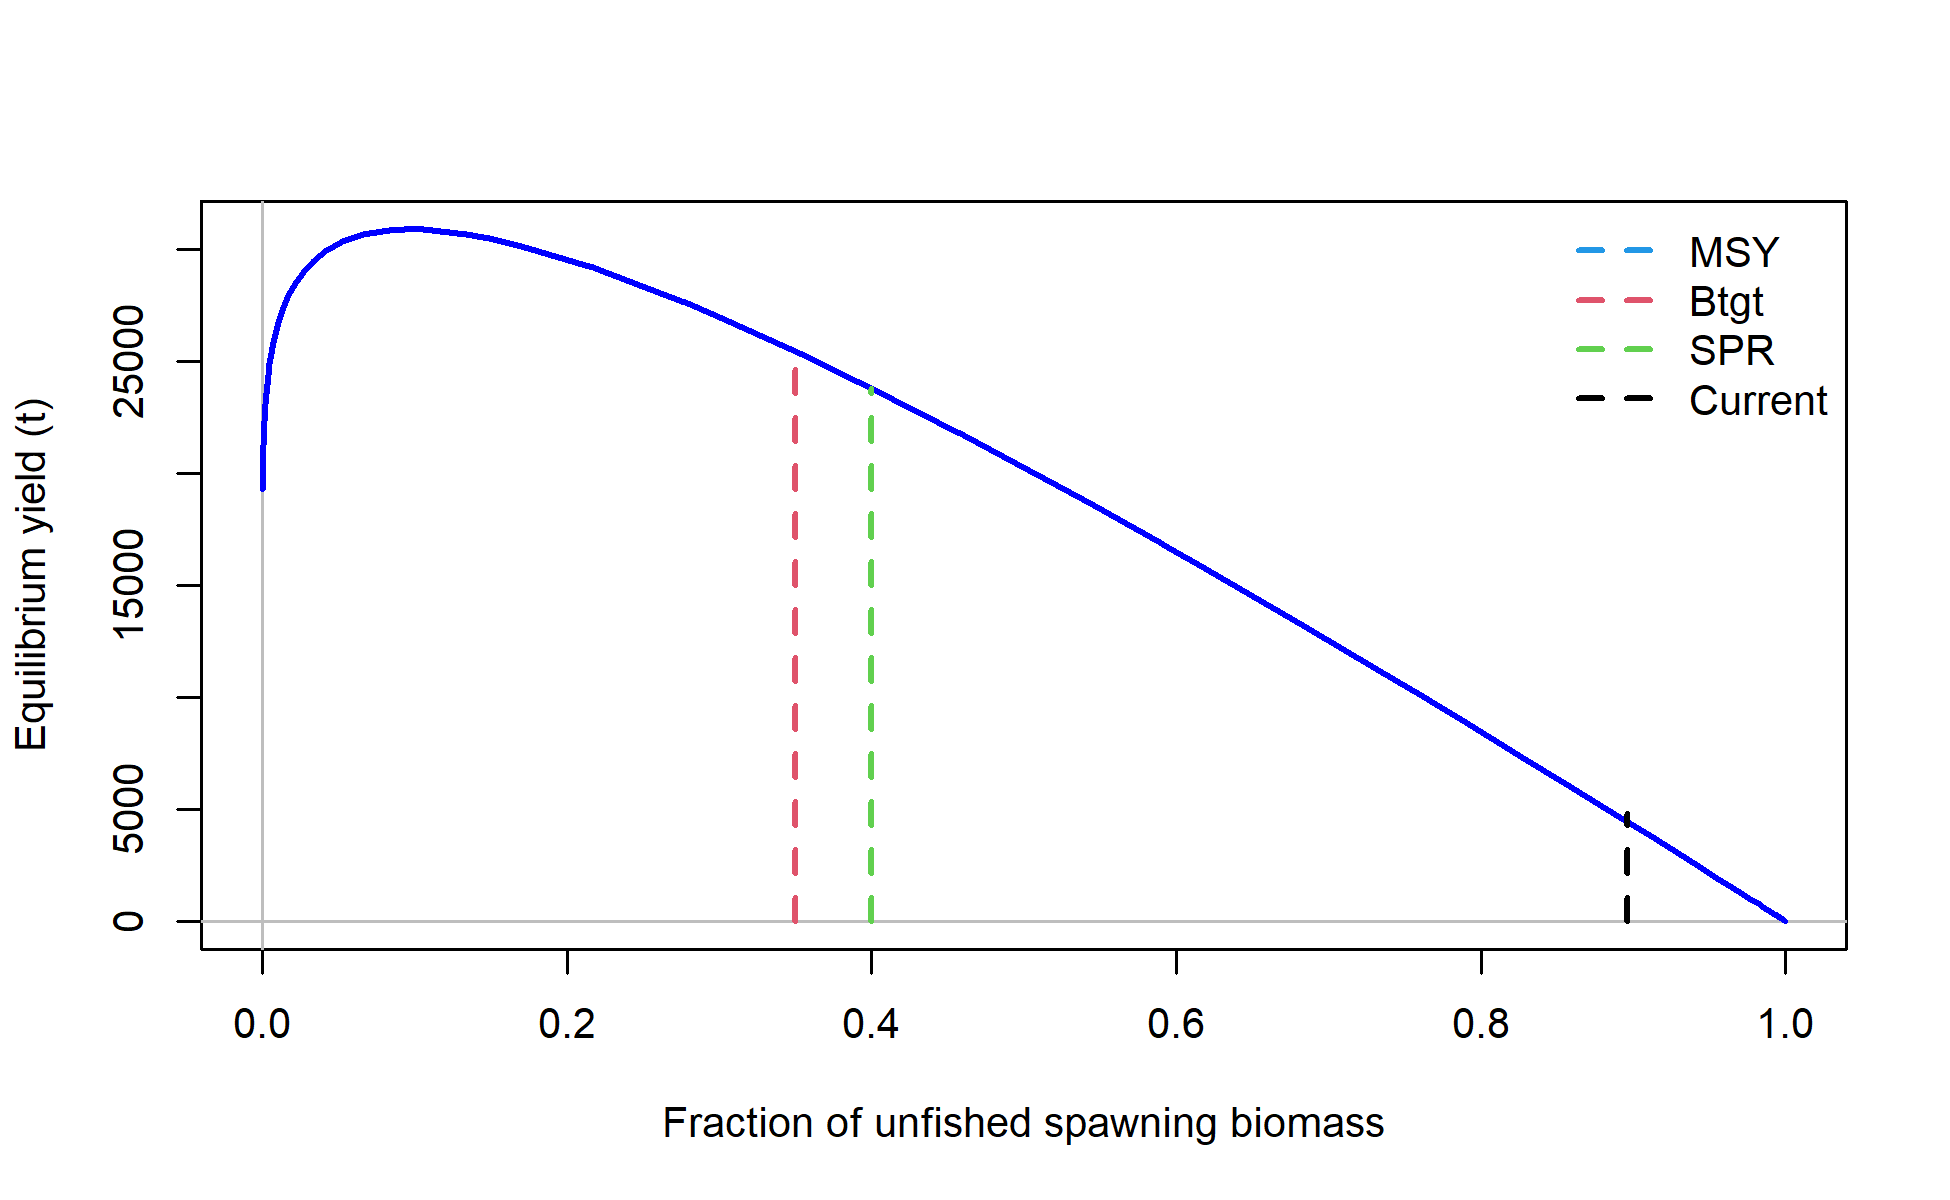 MSY
Btgt
SPR
Current
Equilibrium yield (t)
25000
15000
5000
0
0.0 0.2 0.4 0.6 0.8 1.0
Fraction of unfished spawning biomass